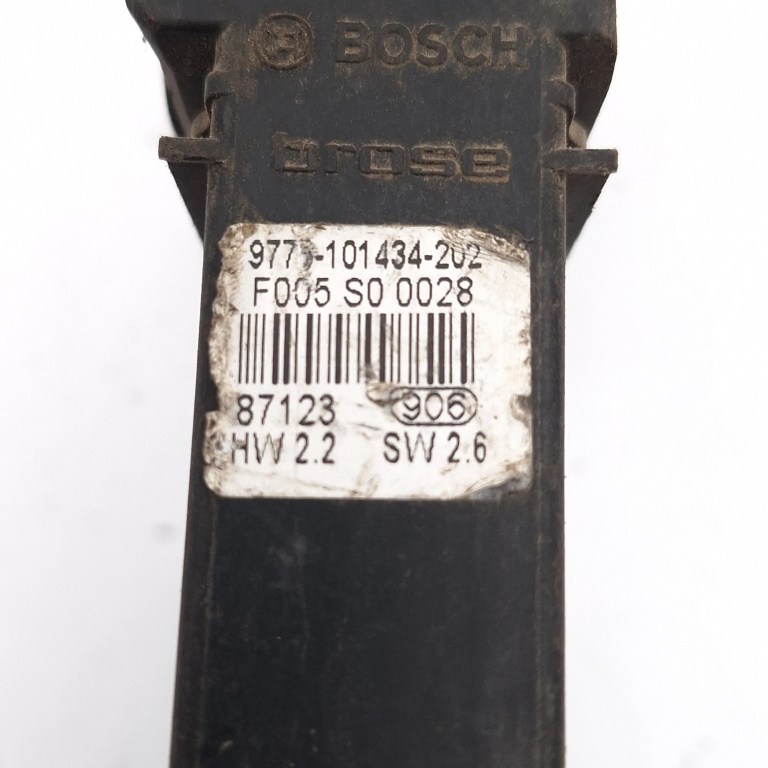 BOSCH
brose
F005 S0 0028
87123 906
HW 2.2 SW 2.6